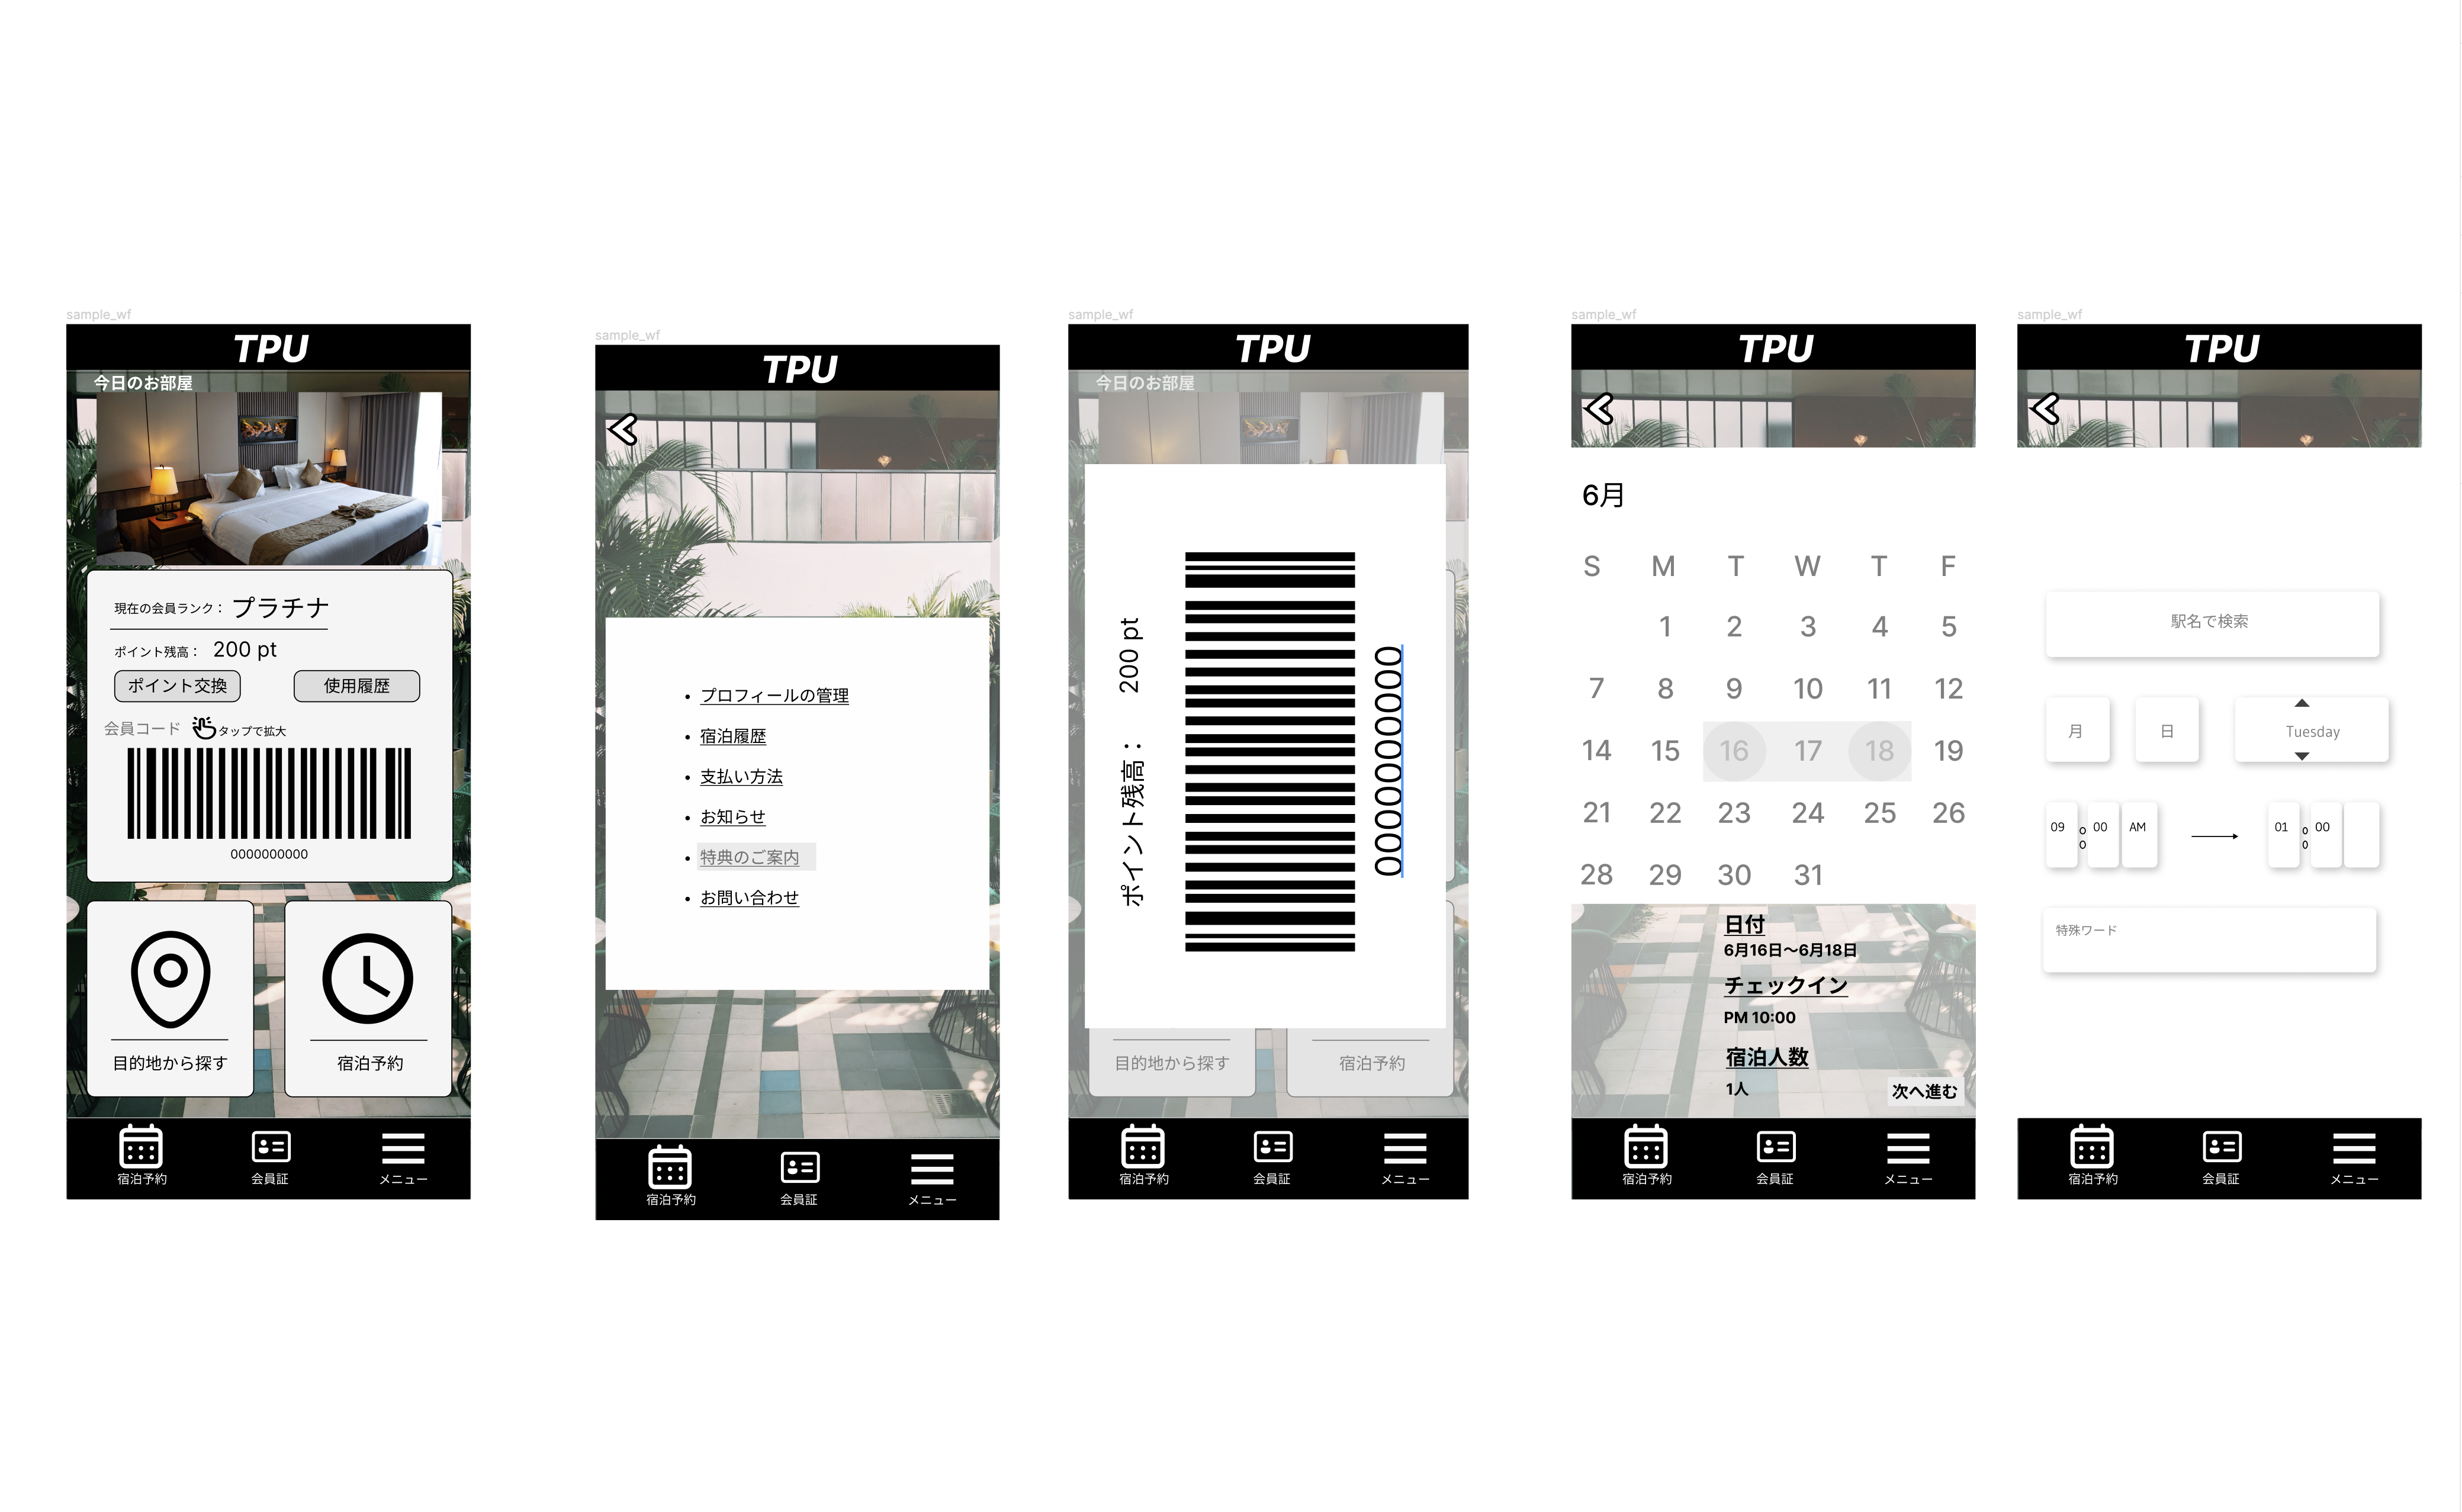 sample_wf
TPU
今日のお部屋
現在の会員ランク： プラチナ
ポイント残高： 200 pt
ポイント交換 使用履歴
会員コード タップで拡大
0000000000
目的地から探す 宿泊予約
宿泊予約 会員証 メニュー
sample_wf
TPU
• プロフィールの管理
• 宿泊履歴
• 支払い方法
• お知らせ
• 特典のご案内
• お問い合わせ
宿泊予約 会員証 メニュー
sample_wf
TPU
今日のお部屋
ポイント残高： 200 pt
0000000000
目的地から探す 宿泊予約
宿泊予約 会員証 メニュー
sample_wf
TPU
6月
S M T W T F
1 2 3 4 5
7 8 9 10 11 12
14 15 16 17 18 19
21 22 23 24 25 26
28 29 30 31
日付
6月16日〜6月18日
チェックイン
PM 10:00
宿泊人数
1人
次へ進む
宿泊予約 会員証 メニュー
sample_wf
TPU
駅名で検索
月 日 Tuesday
09 00 AM 01 00
特殊ワード
宿泊予約 会員証 メニュー